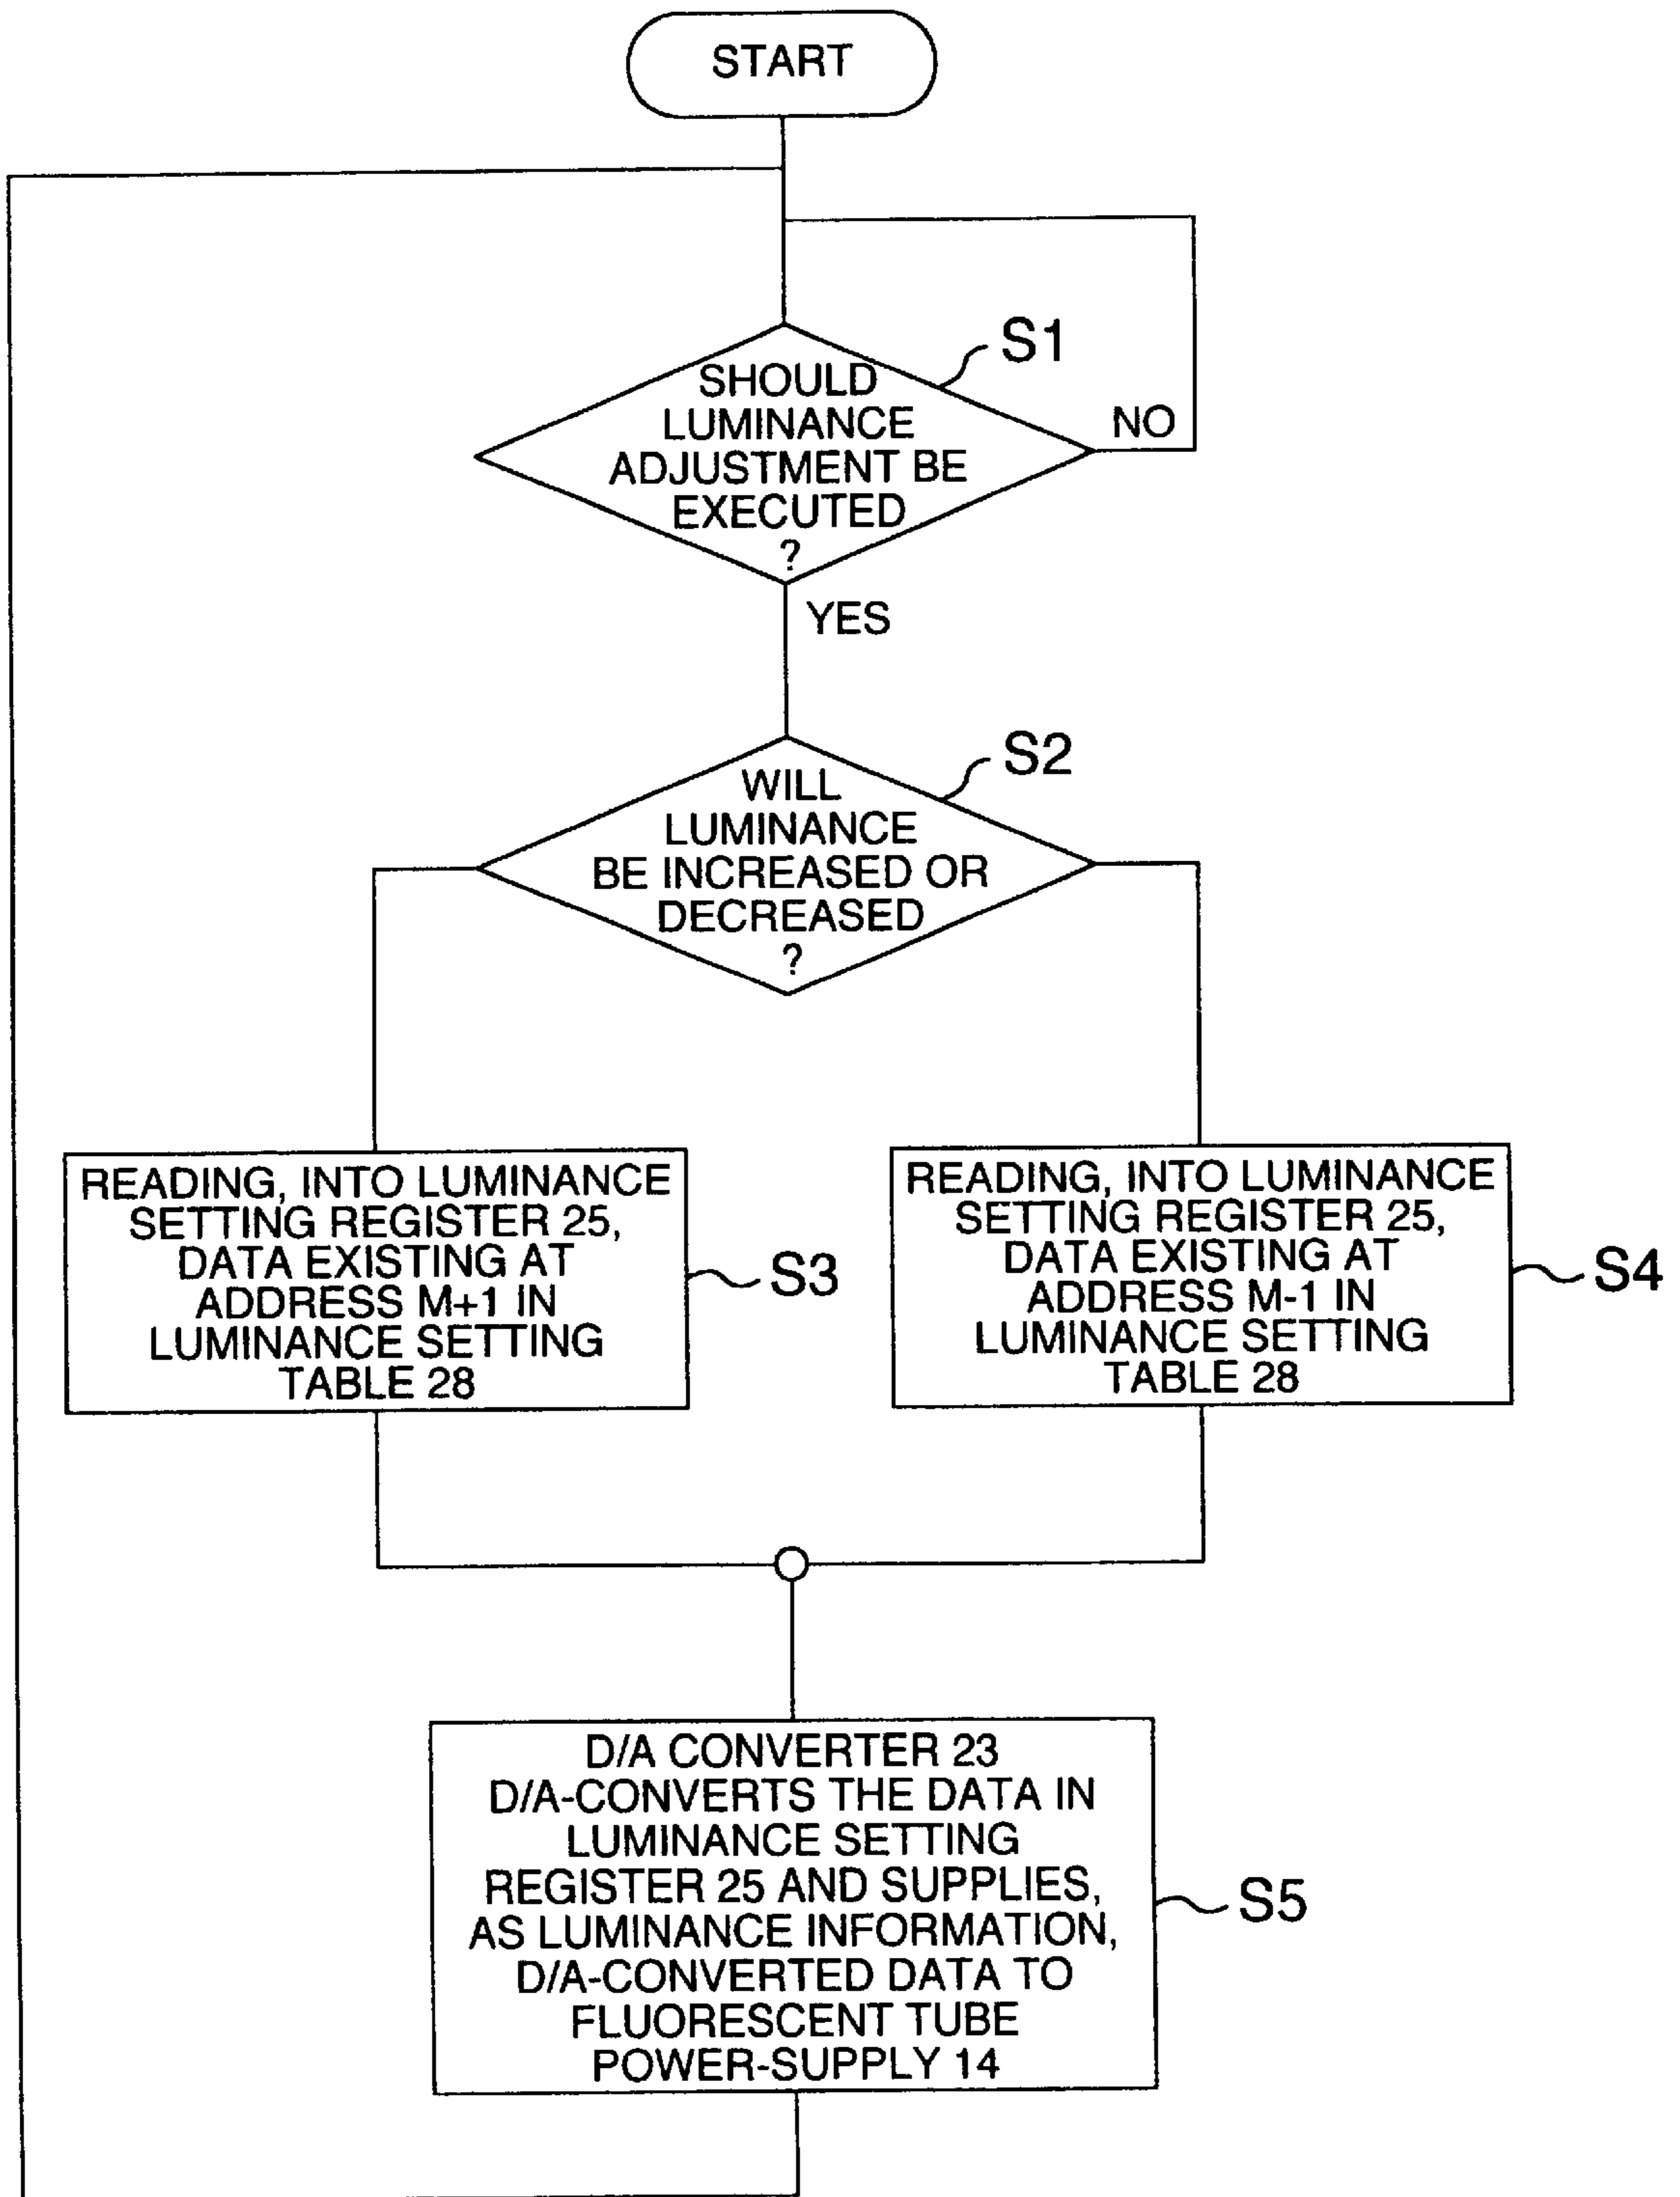 START
S1
SHOULD
LUMINANCE
ADJUSTMENT BE
EXECUTED
?
NO
YES
S2
WILL
LUMINANCE
BE INCREASED OR
DECREASED
?
READING, INTO LUMINANCE
SETTING REGISTER 25,
DATA EXISTING AT
ADDRESS M+1 IN
LUMINANCE SETTING
TABLE 28
S3
READING, INTO LUMINANCE
SETTING REGISTER 25,
DATA EXISTING AT
ADDRESS M-1 IN
LUMINANCE SETTING
TABLE 28
S4
D/A CONVERTER 23
D/A-CONVERTS THE DATA IN
LUMINANCE SETTING
REGISTER 25 AND SUPPLIES,
AS LUMINANCE INFORMATION,
D/A-CONVERTED DATA TO
FLUORESCENT TUBE
POWER-SUPPLY 14
S5